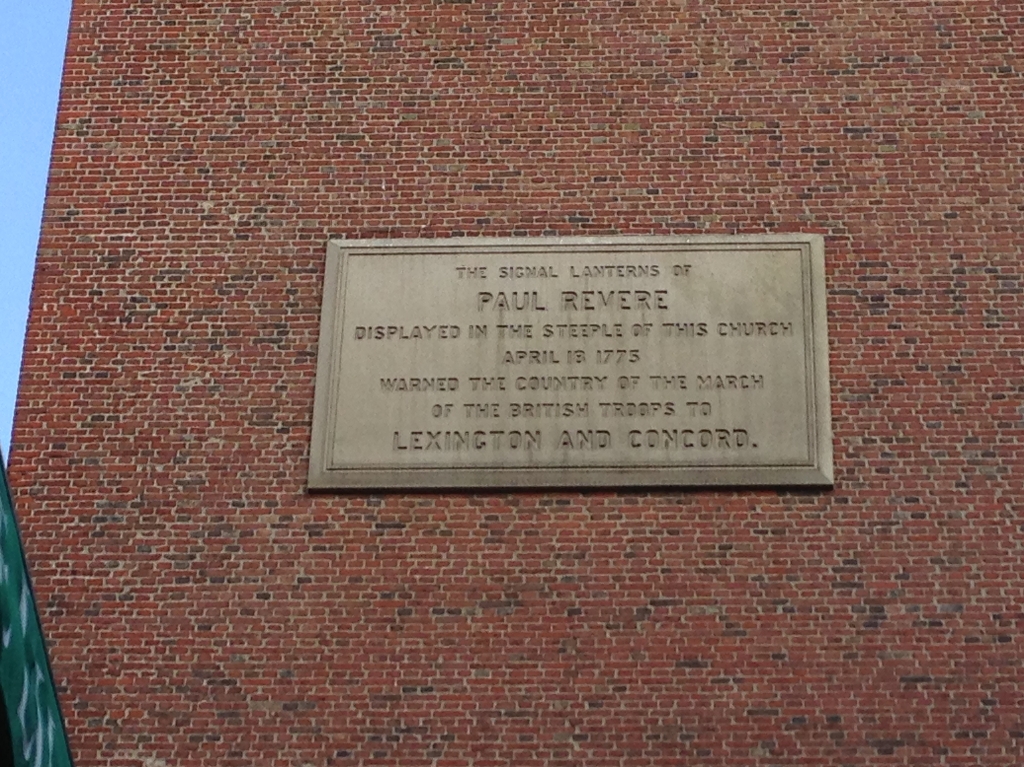 THE SIGNAL LANTERNS OF
PAUL REVERE
DISPLAYED IN THE STEEPLE OF THIS CHURCH
APRIL 18 1775
WARNED THE COUNTRY OF THE MARCH
OF THE BRITISH TROOPS TO
LEXINGTON AND CONCORD.